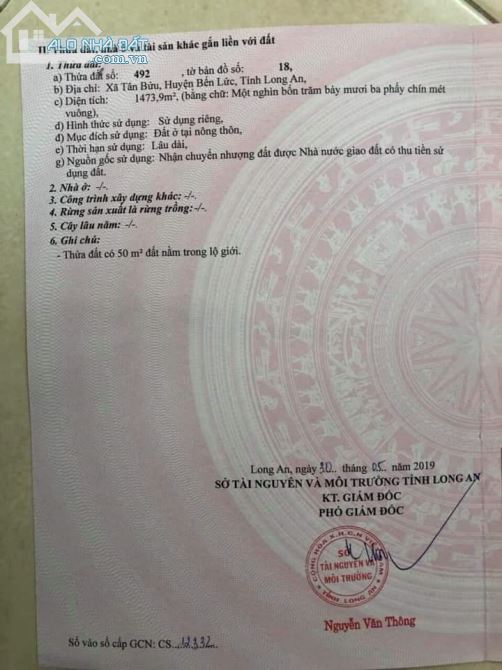 ALO NHÀ ĐẤT
II. Thửa đất, nhà ở và tài sản khác gắn liền với đất
1. Thửa đất:
a) Thửa đất số: 492 , tờ bản đồ số: 18,
b) Địa chỉ: Xã Tân Bửu, Huyện Bến Lức, Tỉnh Long An,
c) Diện tích: 1473,9m², (bằng chữ: Một nghìn bốn trăm bảy mươi ba phẩy chín mét
vuông),
d) Hình thức sử dụng: Sử dụng riêng,
đ) Mục đích sử dụng: Đất ở tại nông thôn,
e) Thời hạn sử dụng: Lâu dài,
g) Nguồn gốc sử dụng: Nhận chuyển nhượng đất được Nhà nước giao đất có thu tiền sử
dụng đất.
2. Nhà ở: -/-.
3. Công trình xây dựng khác: -/-.
4. Rừng sản xuất là rừng trồng: -/-.
5. Cây lâu năm: -/-.
6. Ghi chú:
- Thửa đất có 50 m² đất nằm trong lộ giới.
Long An, ngày 30 tháng 05 năm 2019
SỞ TÀI NGUYÊN VÀ MÔI TRƯỜNG TỈNH LONG AN
KT. GIÁM ĐỐC
PHÓ GIÁM ĐỐC
CỘNG HÒA X.H.C.N VIỆT NAM
SỞ
TÀI NGUYÊN VÀ
MÔI TRƯỜNG
TỈNH LONG AN
Nguyễn Văn Thông
Số vào sổ cấp GCN: CS